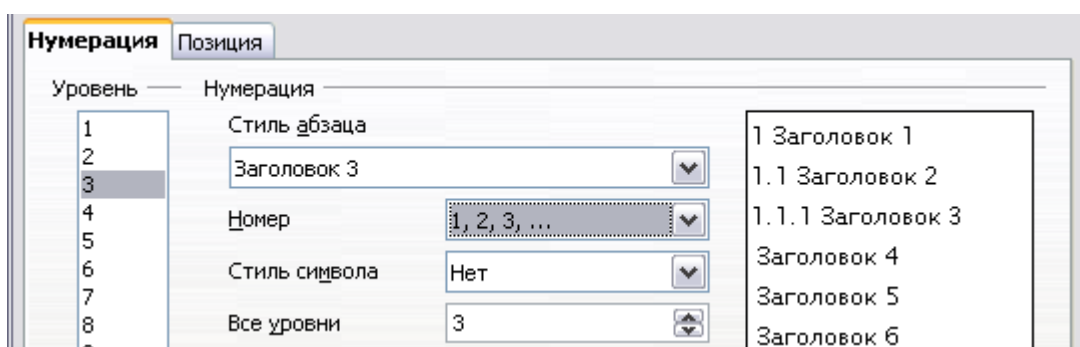 Нумерация Позиция
Уровень Нумерация
1
2
3
4
5
6
7
8
Стиль абзаца
Заголовок 3
Номер 1, 2, 3, ...
Стиль символа Нет
Все уровни 3
1 Заголовок 1
1.1 Заголовок 2
1.1.1 Заголовок 3
Заголовок 4
Заголовок 5
Заголовок 6